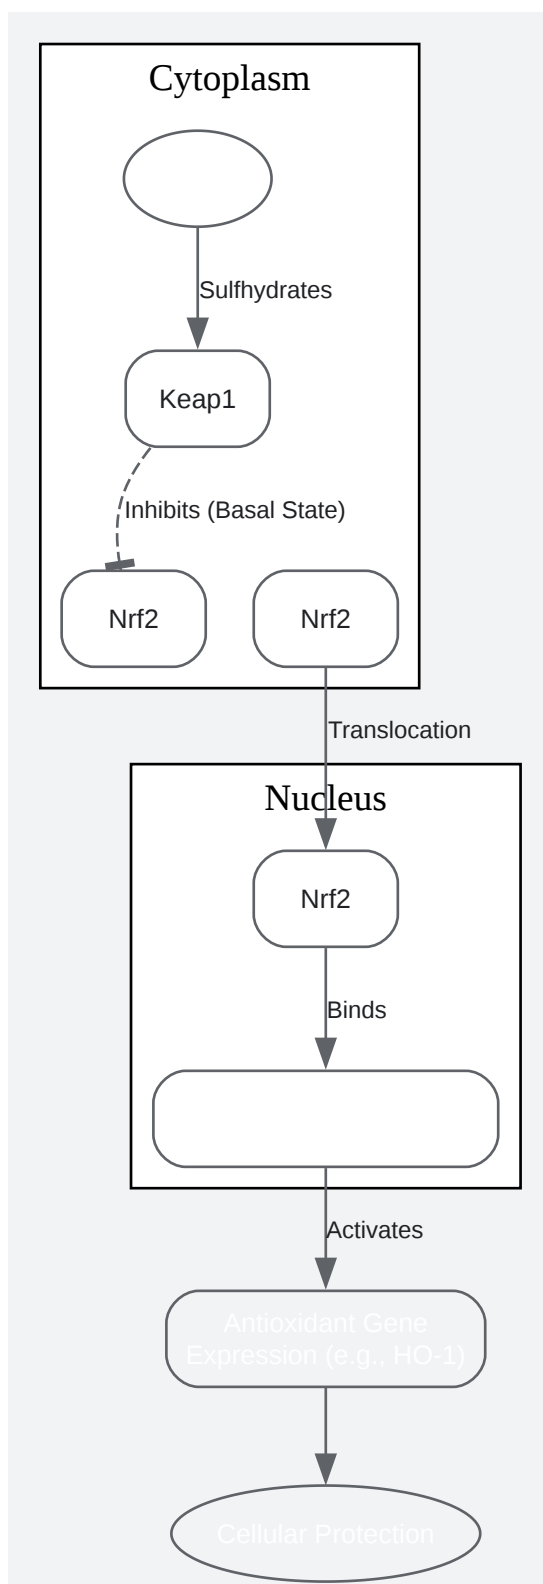 Cytoplasm
Sulfhydrates
Keap1
Inhibits (Basal State)
Nrf2
Nrf2
Translocation
Nucleus
Nrf2
Binds
Activates
Antioxidant Gene
Expression (e.g., HO-1)
Cellular Protection